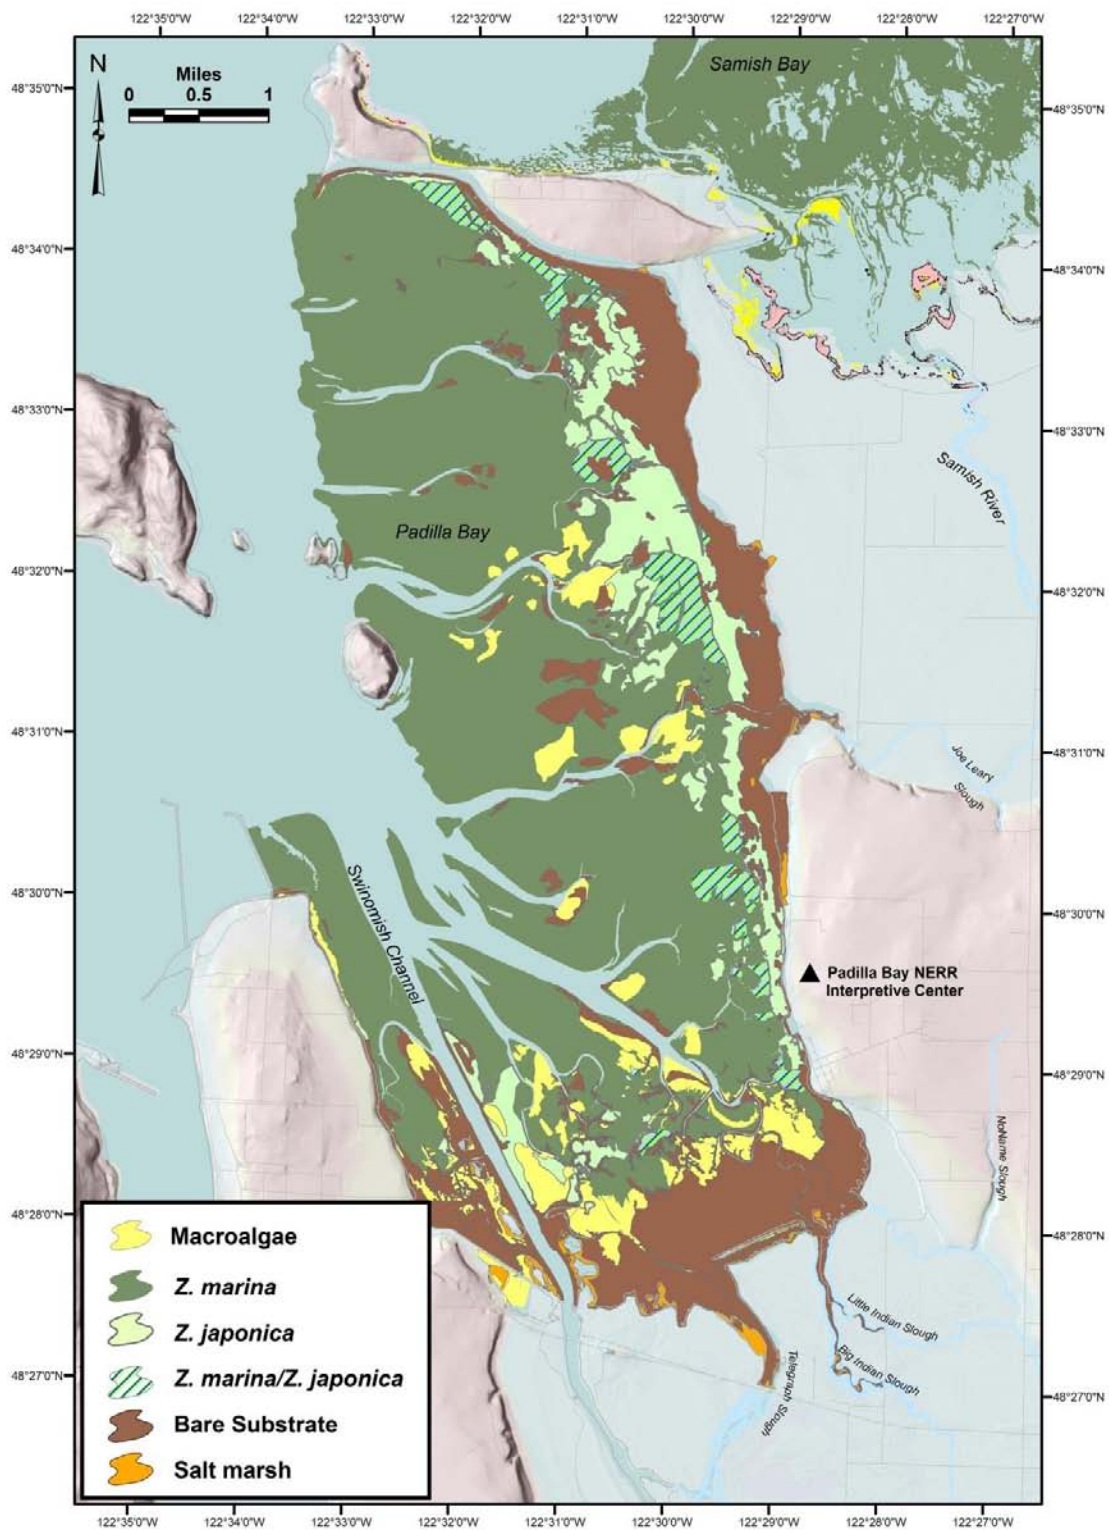 122°35'0"W 122°34'0"W 122°33'0"W 122°32'0"W 122°31'0"W 122°30'0"W 122°29'0"W 122°28'0"W 122°27'0"W
N
Miles
0 0.5 1
Samish Bay
48°35'0"N
48°35'0"N
48°34'0"N
48°34'0"N
48°33'0"N
48°33'0"N
Samish River
Padilla Bay
48°32'0"N
48°32'0"N
48°31'0"N
48°31'0"N
Joe Leary
Slough
Swinomish Channel
48°30'0"N
48°30'0"N
Padilla Bay NERR
Interpretive Center
48°29'0"N
48°29'0"N
NoName Slough
48°28'0"N
48°28'0"N
Little Indian Slough
Big Indian Slough
Telegraph Slough
48°27'0"N
48°27'0"N
Macroalgae
Z. marina
Z. japonica
Z. marina/Z. japonica
Bare Substrate
Salt marsh
122°35'0"W 122°34'0"W 122°33'0"W 122°32'0"W 122°31'0"W 122°30'0"W 122°29'0"W 122°28'0"W 122°27'0"W